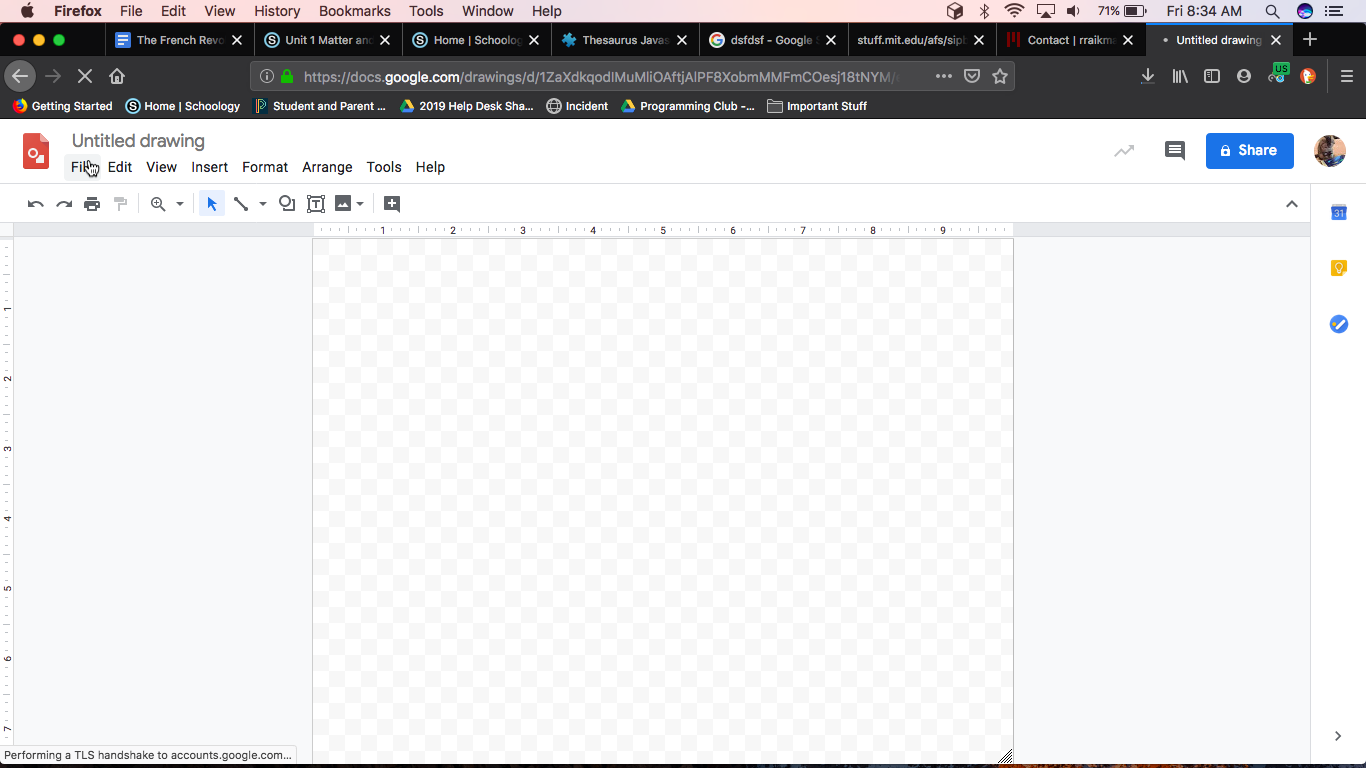 Firefox File Edit View History Bookmarks Tools Window Help 71% Fri 8:34 AM
The French Revo Unit 1 Matter and Home | Schoolog Thesaurus Javas dsfdsf - Google S stuff.mit.edu/afs/sipb Contact | rraikma Untitled drawing
https://docs.google.com/drawings/d/1ZaXdkqodIMuMliOAftjAlPF8XobmMMFmCOesj18tNYM/e US
Getting Started Home | Schoology Student and Parent ... 2019 Help Desk Sha... Incident Programming Club -... Important Stuff
Untitled drawing
Share
File Edit View Insert Format Arrange Tools Help
31
1 2 3 4 5 6 7 8 9
1
2
3
4
5
6
7
Performing a TLS handshake to accounts.google.com...